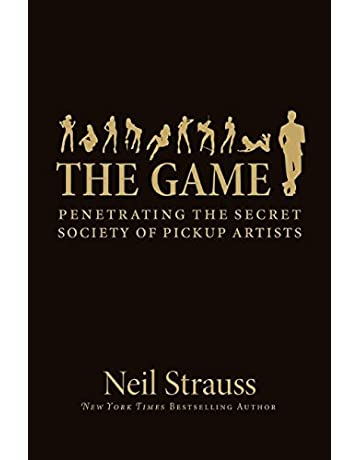 THE GAME
PENETRATING THE SECRET
SOCIETY OF PICKUP ARTISTS
Neil Strauss
NEW YORK TIMES BESTSELLING AUTHOR